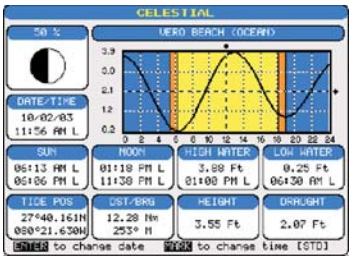 CELESTIAL
50 % VERO BEACH (OCEAN)
3.9
3.0
2.1
1.2
0.2
0 2 4 6 8 10 12 14 16 18 20 22 24
DATE/TIME
10/02/03
11:56 AM L
SUN MOON HIGH WATER LOW WATER
06:13 AM L 01:18 PM L 3.88 Ft 0.25 Ft
06:06 PM L 11:38 PM L 01:00 PM L 06:30 AM L
TIDE POS DST/BRG HEIGHT DRAUGHT
27°40.161N 12.28 Nm 3.55 Ft 2.07 Ft
080°21.630W 253° M
ENTER to change date MARK to change time [STD]